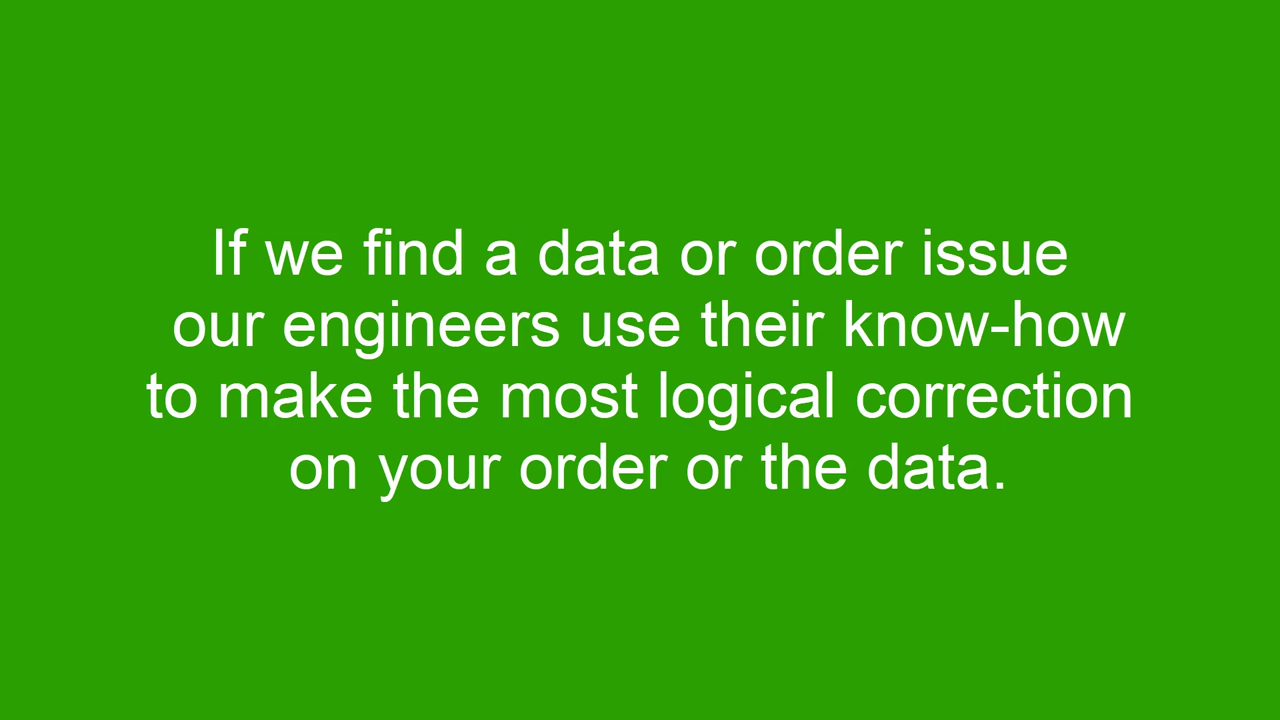 If we find a data or order issue
our engineers use their know-how
to make the most logical correction
on your order or the data.